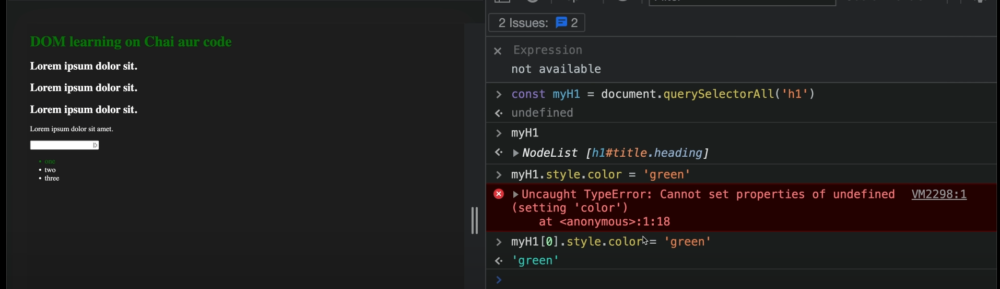 DOM learning on Chai aur code
Lorem ipsum dolor sit.
Lorem ipsum dolor sit.
Lorem ipsum dolor sit.
Lorem ipsum dolor sit amet.
• one
• two
• three
2 Issues: 2
Expression
not available
const myH1 = document.querySelectorAll('h1')
undefined
myH1
NodeList [h1#title.heading]
myH1.style.color = 'green'
Uncaught TypeError: Cannot set properties of undefined VM2298:1
(setting 'color')
at <anonymous>:1:18
myH1[0].style.color = 'green'
'green'